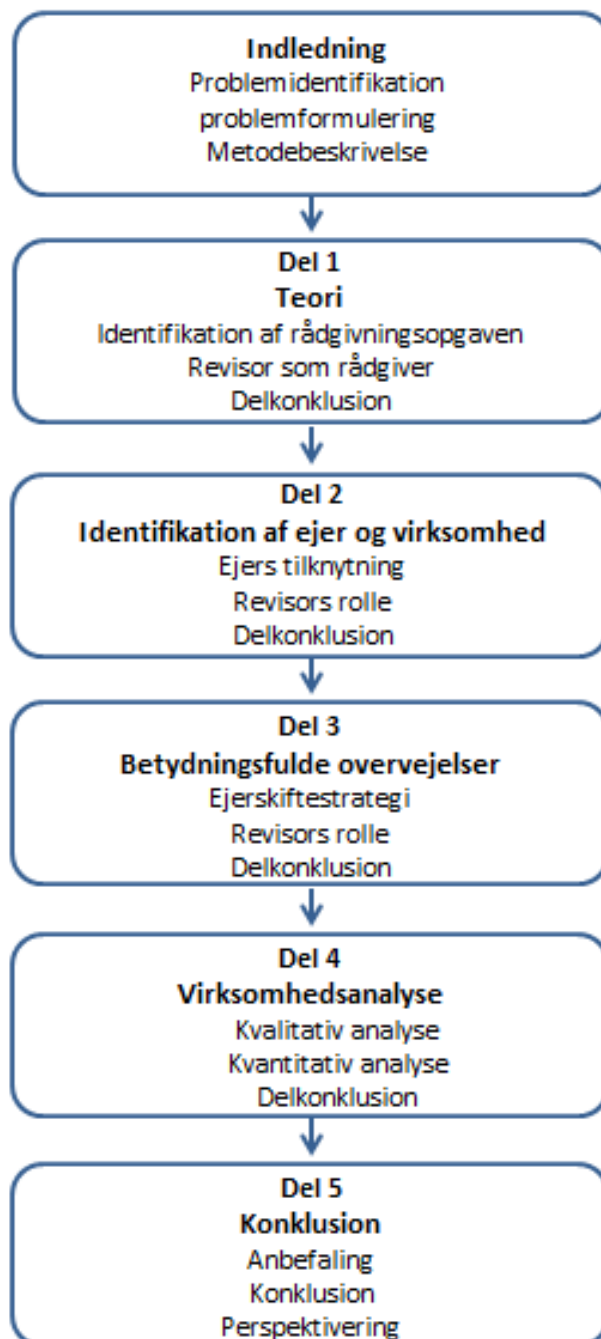 Indledning
Problemidentifikation
problemformulering
Metodebeskrivelse
Del 1
Teori
Identifikation af rådgivningsopgaven
Revisor som rådgiver
Delkonklusion
Del 2
Identifikation af ejer og virksomhed
Ejers tilknytning
Revisors rolle
Delkonklusion
Del 3
Betydningsfulde overvejelser
Ejerskiftestrategi
Revisors rolle
Delkonklusion
Del 4
Virksomhedsanalyse
Kvalitativ analyse
Kvantitativ analyse
Delkonklusion
Del 5
Konklusion
Anbefaling
Konklusion
Perspektivering